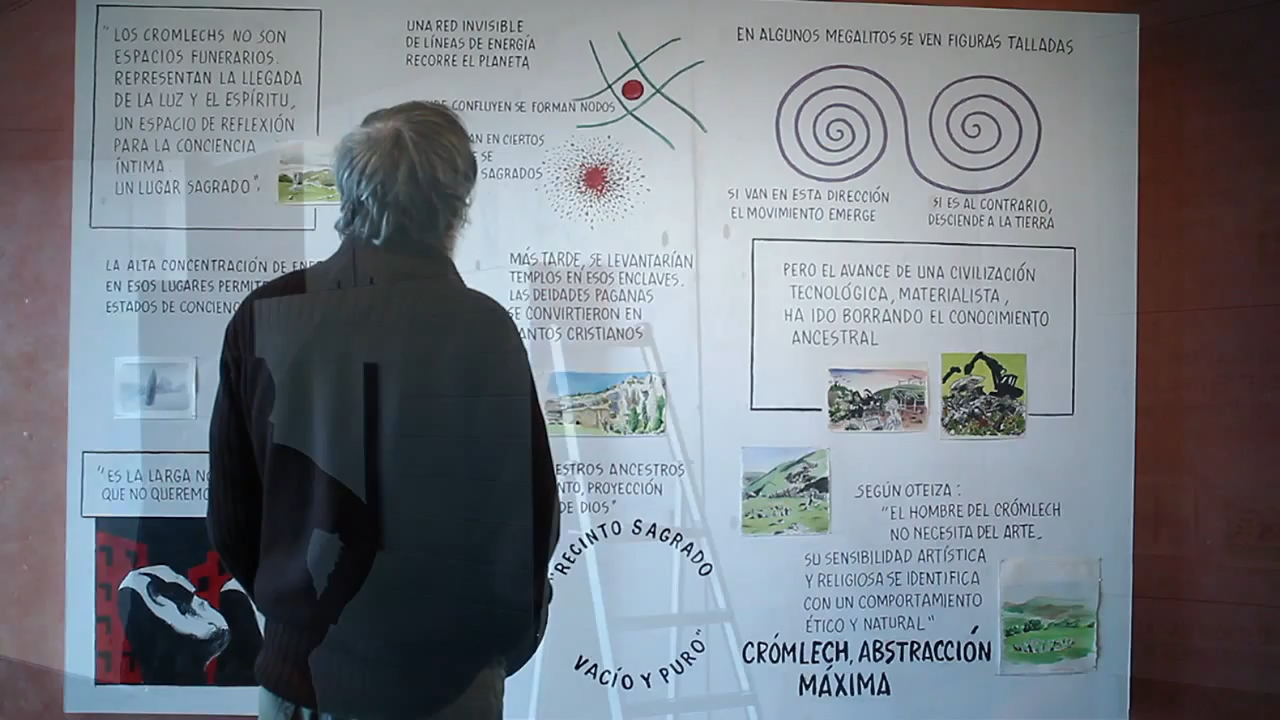 "LOS CROMLECHS NO SON
ESPACIOS FUNERARIOS.
REPRESENTAN LA LLEGADA
DE LA LUZ Y EL ESPÍRITU,
UN ESPACIO DE REFLEXIÓN
PARA LA CONCIENCIA
ÍNTIMA.
UN LUGAR SAGRADO".
UNA RED INVISIBLE
DE LÍNEAS DE ENERGÍA
RECORRE EL PLANETA
CONFLUYEN SE FORMAN NODOS
EN CIERTOS
SE
SAGRADOS
LA ALTA CONCENTRACIÓN DE
EN ESOS LUGARES
ESTADOS DE
MÁS TARDE, SE LEVANTARÍAN
TEMPLOS EN ESOS ENCLAVES.
LAS DEIDADES PAGANAS
SE CONVIRTIERON EN
SANTOS CRISTIANOS
"ES LA LARGA
QUE NO
ANCESTROS
PROYECCIÓN
DE DIOS"
"RECINTO SAGRADO
VACÍO Y PURO"
EN ALGUNOS MEGALITOS SE VEN FIGURAS TALLADAS
SI VAN EN ESTA DIRECCIÓN
EL MOVIMIENTO EMERGE
SI ES AL CONTRARIO,
DESCIENDE A LA TIERRA
PERO EL AVANCE DE UNA CIVILIZACIÓN
TECNOLÓGICA, MATERIALISTA,
HA IDO BORRANDO EL CONOCIMIENTO
ANCESTRAL
SEGÚN OTEIZA:
"EL HOMBRE DEL CRÓMLECH
NO NECESITA DEL ARTE.
SU SENSIBILIDAD ARTÍSTICA
Y RELIGIOSA SE IDENTIFICA
CON UN COMPORTAMIENTO
ÉTICO Y NATURAL"
CRÓMLECH, ABSTRACCIÓN
MÁXIMA